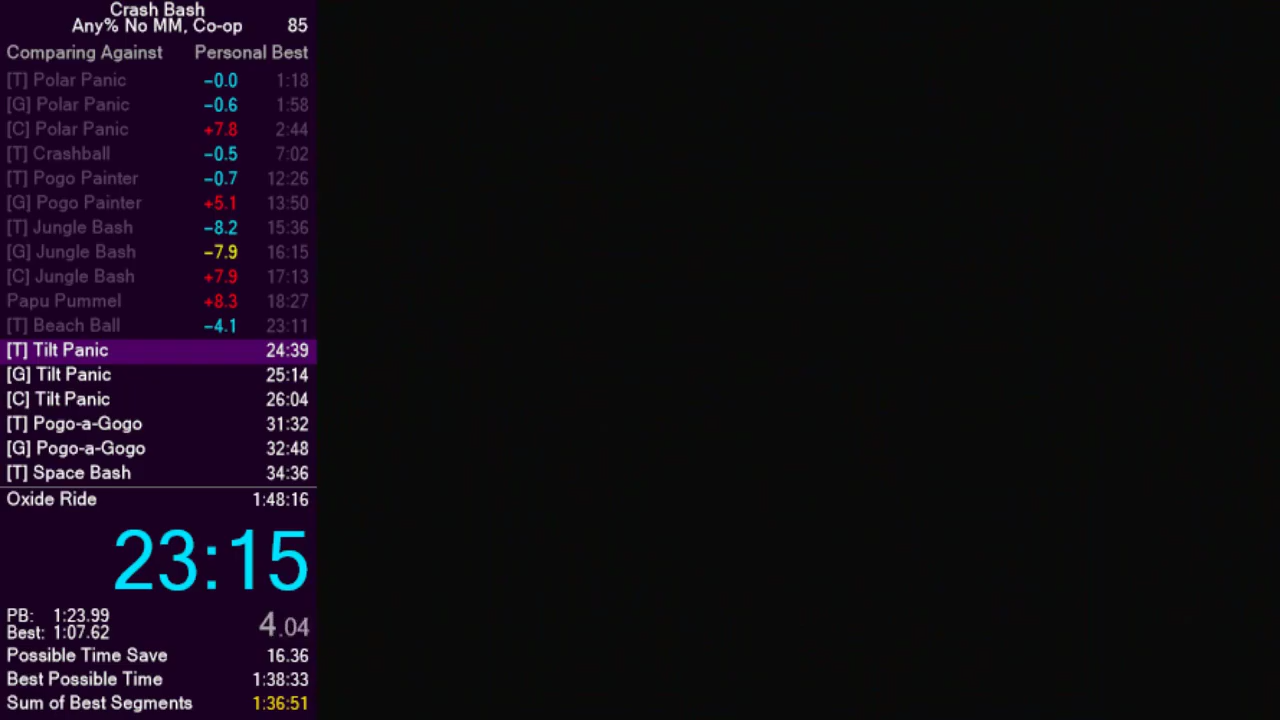 Crash Bash
Any% No MM, Co-op 85
Comparing Against Personal Best
[T] Polar Panic −0.0 1:18
[G] Polar Panic −0.6 1:58
[C] Polar Panic +7.8 2:44
[T] Crashball −0.5 7:02
[T] Pogo Painter −0.7 12:26
[G] Pogo Painter +5.1 13:50
[T] Jungle Bash −8.2 15:36
[G] Jungle Bash −7.9 16:15
[C] Jungle Bash +7.9 17:13
Papu Pummel +8.3 18:27
[T] Beach Ball −4.1 23:11
[T] Tilt Panic 24:39
[G] Tilt Panic 25:14
[C] Tilt Panic 26:04
[T] Pogo-a-Gogo 31:32
[G] Pogo-a-Gogo 32:48
[T] Space Bash 34:36
Oxide Ride 1:48:16
23:15
PB: 1:23.99
Best: 1:07.62
4.04
Possible Time Save 16.36
Best Possible Time 1:38:33
Sum of Best Segments 1:36:51